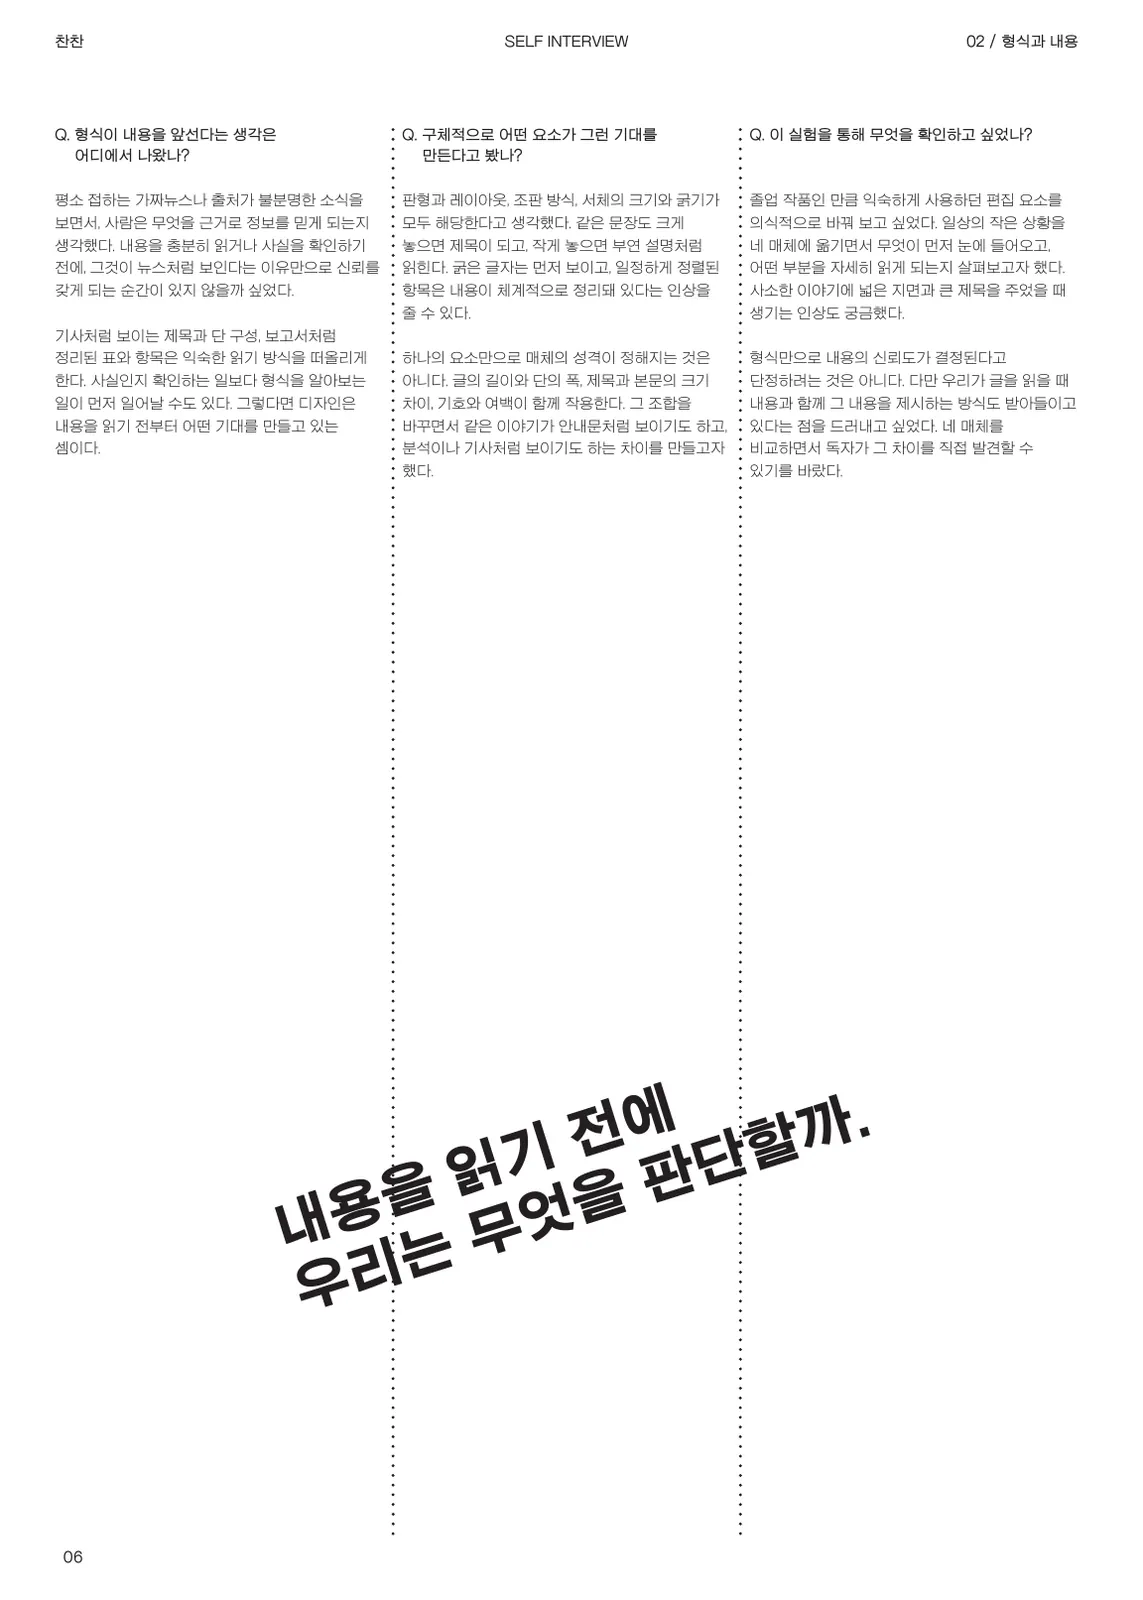 찬찬
SELF INTERVIEW
02 / 형식과 내용
Q. 형식이 내용을 앞선다는 생각은
어디에서 나왔나?
평소 접하는 가짜뉴스나 출처가 불분명한 소식을
보면서, 사람은 무엇을 근거로 정보를 믿게 되는지
생각했다. 내용을 충분히 읽거나 사실을 확인하기
전에, 그것이 뉴스처럼 보인다는 이유만으로 신뢰를
갖게 되는 순간이 있지 않을까 싶었다.
기사처럼 보이는 제목과 단 구성, 보고서처럼
정리된 표와 항목은 익숙한 읽기 방식을 떠올리게
한다. 사실인지 확인하는 일보다 형식을 알아보는
일이 먼저 일어날 수도 있다. 그렇다면 디자인은
내용을 읽기 전부터 어떤 기대를 만들고 있는
셈이다.
Q. 구체적으로 어떤 요소가 그런 기대를
만든다고 봤나?
판형과 레이아웃, 조판 방식, 서체의 크기와 굵기가
모두 해당한다고 생각했다. 같은 문장도 크게
놓으면 제목이 되고, 작게 놓으면 부연 설명처럼
읽힌다. 굵은 글자는 먼저 보이고, 일정하게 정렬된
항목은 내용이 체계적으로 정리돼 있다는 인상을
줄 수 있다.
하나의 요소만으로 매체의 성격이 정해지는 것은
아니다. 글의 길이와 단의 폭, 제목과 본문의 크기
차이, 기호와 여백이 함께 작용한다. 그 조합을
바꾸면서 같은 이야기가 안내문처럼 보이기도 하고,
분석이나 기사처럼 보이기도 하는 차이를 만들고자
했다.
Q. 이 실험을 통해 무엇을 확인하고 싶었나?
졸업 작품인 만큼 익숙하게 사용하던 편집 요소를
의식적으로 바꿔 보고 싶었다. 일상의 작은 상황을
네 매체에 옮기면서 무엇이 먼저 눈에 들어오고,
어떤 부분을 자세히 읽게 되는지 살펴보고자 했다.
사소한 이야기에 넓은 지면과 큰 제목을 주었을 때
생기는 인상도 궁금했다.
형식만으로 내용의 신뢰도가 결정된다고
단정하려는 것은 아니다. 다만 우리가 글을 읽을 때
내용과 함께 그 내용을 제시하는 방식도 받아들이고
있다는 점을 드러내고 싶었다. 네 매체를
비교하면서 독자가 그 차이를 직접 발견할 수
있기를 바랐다.
내용을 읽기 전에
우리는 무엇을 판단할까.
06